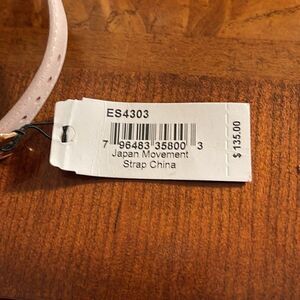 ES4303
7 96483 35800 3
Japan Movement
Strap China
$135.00